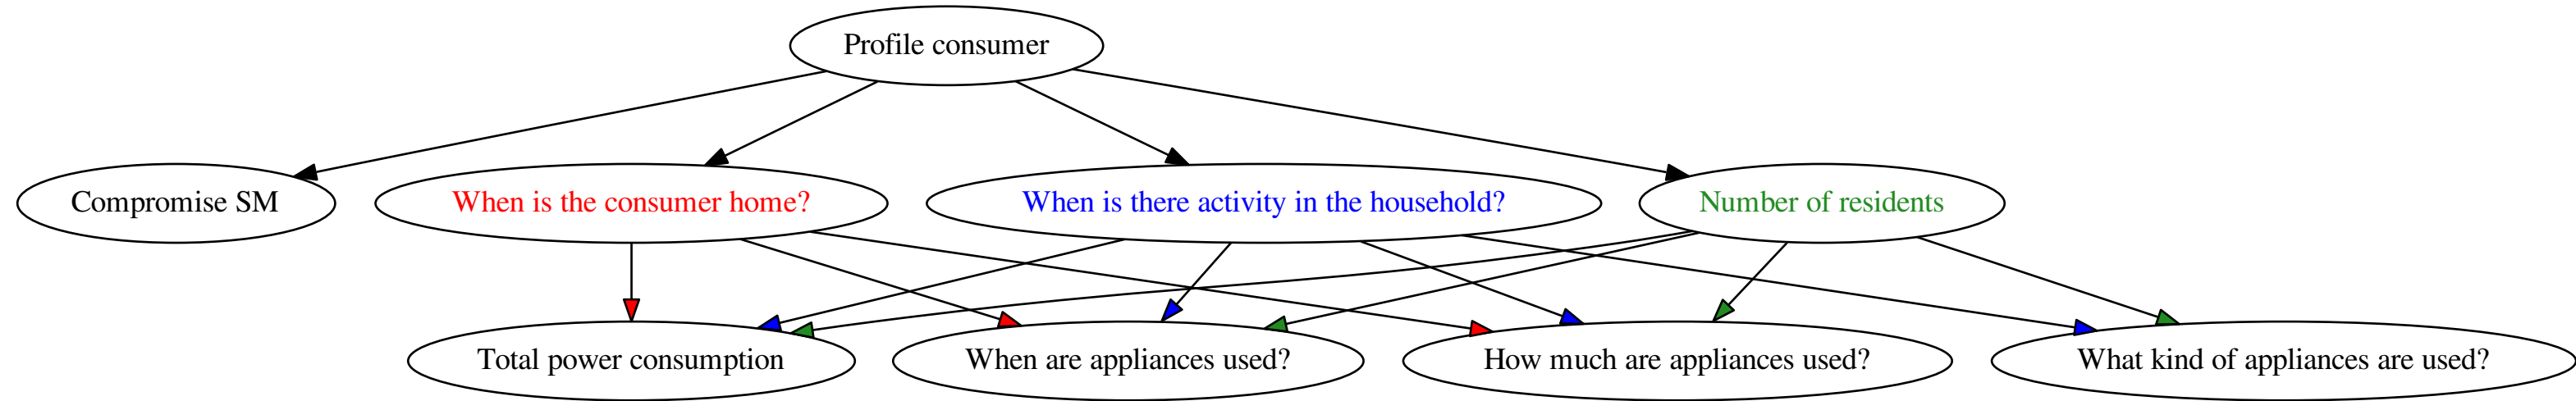 Profile consumer
Compromise SM
When is the consumer home?
When is there activity in the household?
Number of residents
Total power consumption
When are appliances used?
How much are appliances used?
What kind of appliances are used?